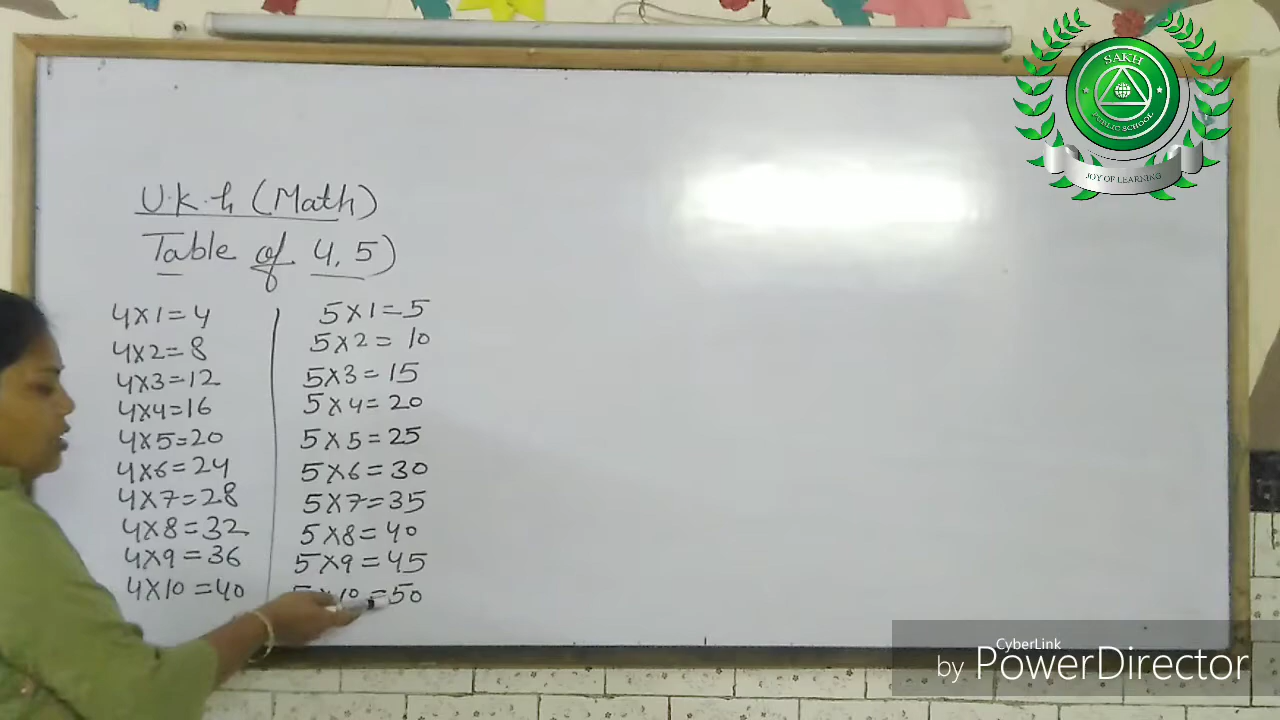 U.k.h (Math)
Table of 4, 5)
4X1=4
4X2=8
4X3=12
4X4=16
4X5=20
4X6=24
4X7=28
4X8=32
4X9=36
4X10=40
5X1=5
5X2=10
5X3=15
5X4=20
5X5=25
5X6=30
5X7=35
5X8=40
5X9=45
5X10=50
SAKH
PUBLIC SCHOOL
JOY OF LEARNING
CyberLink
by PowerDirector